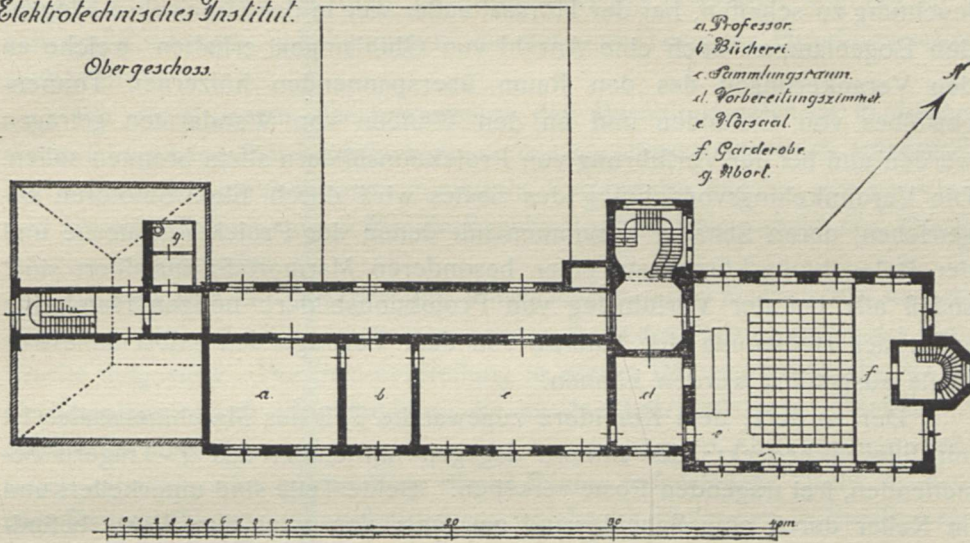 Elektrotechnisches Institut.
Obergeschoss.
a. Professor.
b. Bücherei.
c. Sammlungsraum.
d. Vorbereitungszimmer.
e. Hörsaal.
f. Garderobe.
g. Abort.
N
g.
a.
b.
c
d
f
20
30
40m